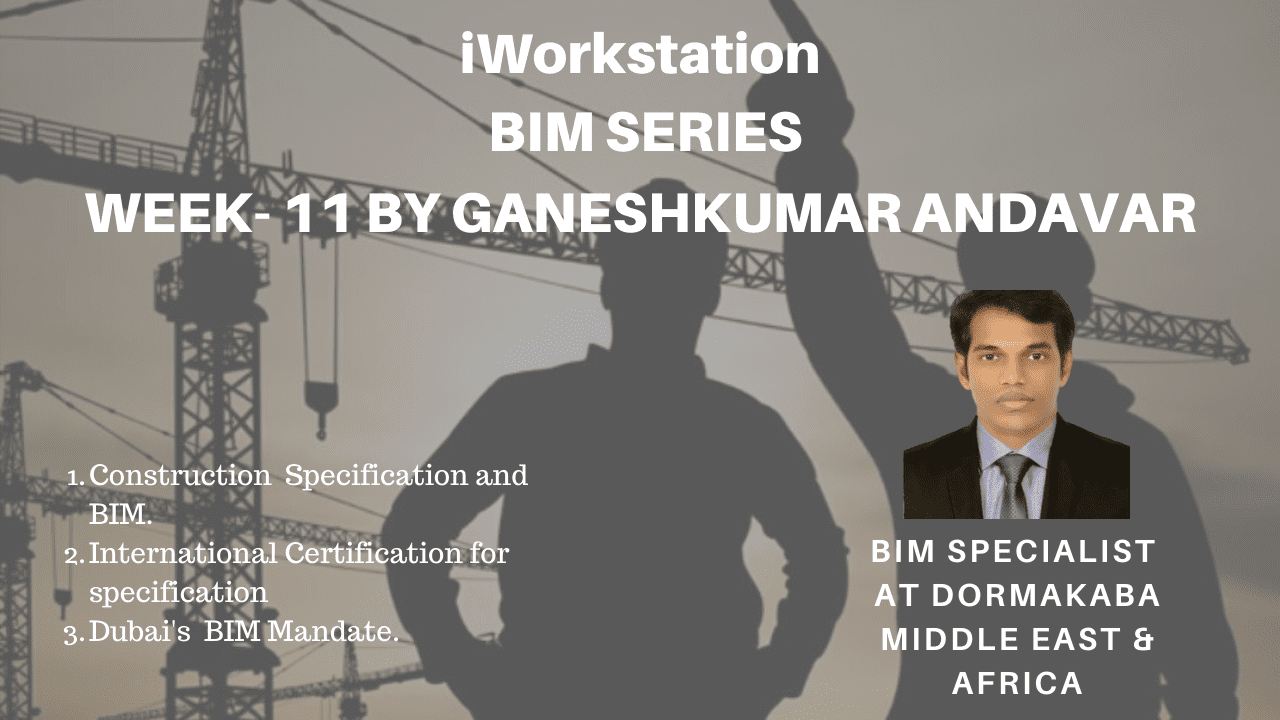 iWorkstation
BIM SERIES
WEEK- 11 BY GANESHKUMAR ANDAVAR
1. Construction Specification and
BIM.
2. International Certification for
specification
3. Dubai's BIM Mandate.
BIM SPECIALIST
AT DORMAKABA
MIDDLE EAST &
AFRICA